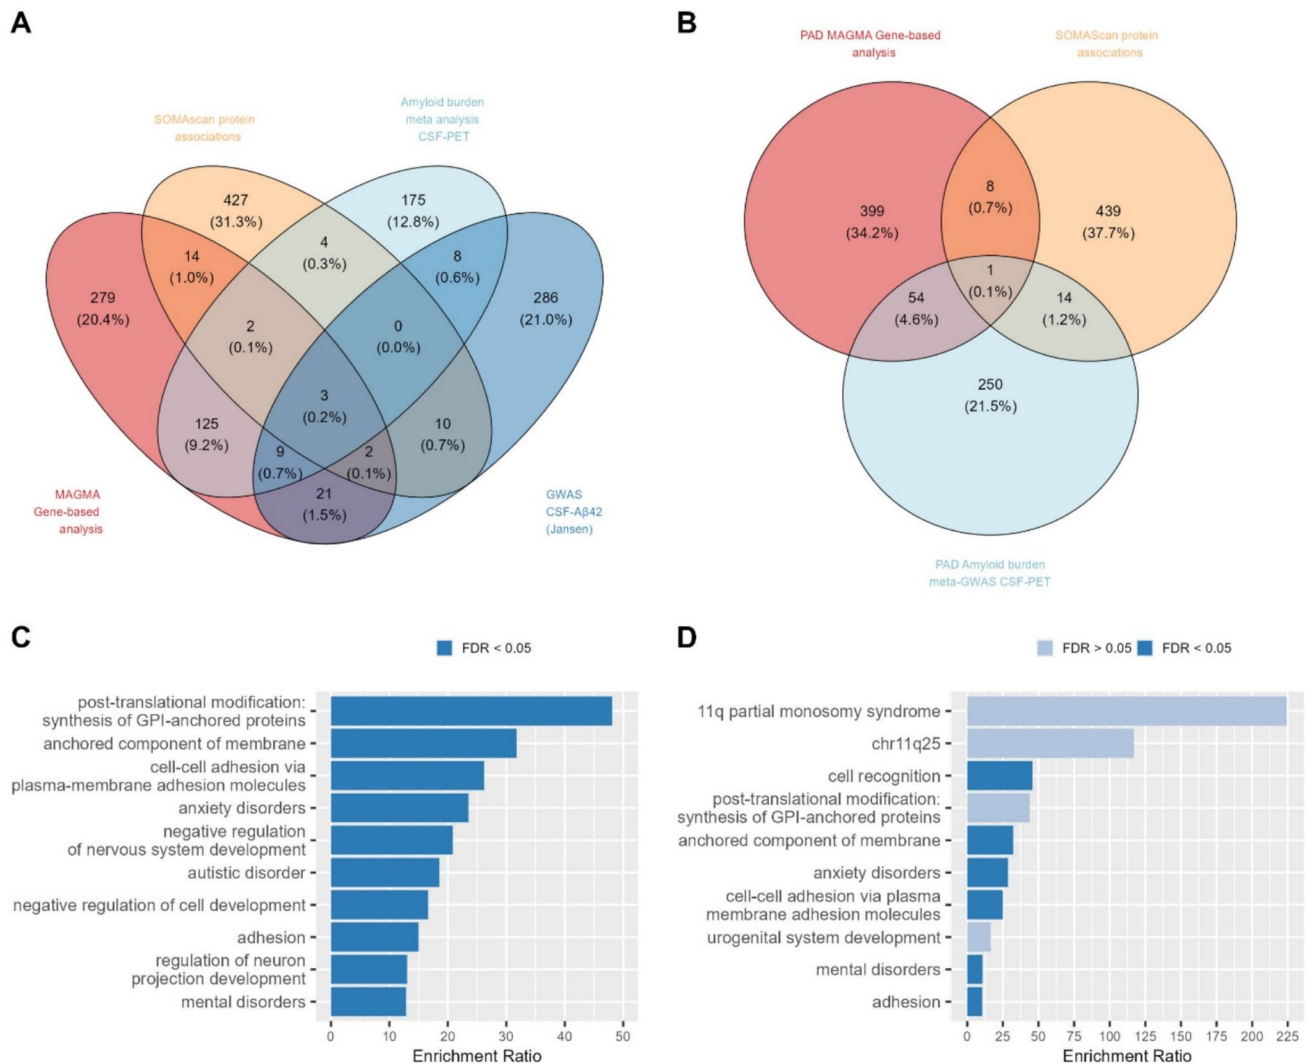 A
SOMAscan protein
associations
Amyloid burden
meta analysis
CSF-PET
427
(31.3%)
175
(12.8%)
4
(0.3%)
14
(1.0%)
8
(0.6%)
279
(20.4%)
286
(21.0%)
2
(0.1%)
0
(0.0%)
3
(0.2%)
125
(9.2%)
10
(0.7%)
9
(0.7%)
2
(0.1%)
21
(1.5%)
MAGMA
Gene-based
analysis
GWAS
CSF-Aβ42
(Jansen)
B
PAD MAGMA Gene-based
analysis
SOMAScan protein
associations
8
(0.7%)
399
(34.2%)
439
(37.7%)
1
(0.1%)
54
(4.6%)
14
(1.2%)
250
(21.5%)
PAD Amyloid burden
meta-GWAS CSF-PET
C
FDR < 0.05
post-translational modification:
synthesis of GPI-anchored proteins
anchored component of membrane
cell-cell adhesion via
plasma-membrane adhesion molecules
anxiety disorders
negative regulation
of nervous system development
autistic disorder
negative regulation of cell development
adhesion
regulation of neuron
projection development
mental disorders
0 10 20 30 40 50
Enrichment Ratio
D
FDR > 0.05 FDR < 0.05
11q partial monosomy syndrome
chr11q25
cell recognition
post-translational modification:
synthesis of GPI-anchored proteins
anchored component of membrane
anxiety disorders
cell-cell adhesion via plasma
membrane adhesion molecules
urogenital system development
mental disorders
adhesion
0 25 50 75 100 125 150 175 200 225
Enrichment Ratio